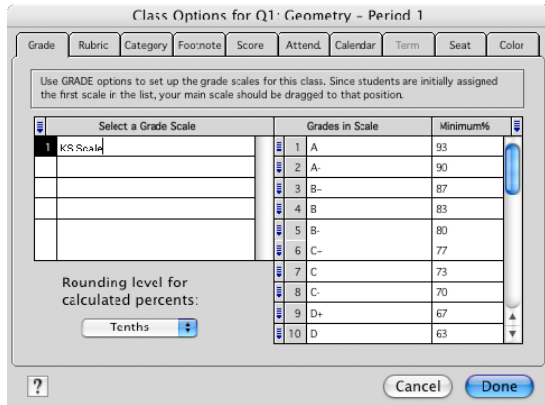 Class Options for Q1: Geometry - Period 1
Grade Rubric Category Footnote Score Attend. Calendar Term Seat Color
Use GRADE options to set up the grade scales for this class. Since students are initially assigned
the first scale in the list, your main scale should be dragged to that position.
Select a Grade Scale Grades in Scale Minimum%
1 KS Scale 1 A 93
2 A- 90
3 B- 87
4 B 83
5 B- 80
6 C- 77
7 C 73
8 C- 70
9 D+ 67
10 D 63
Rounding level for
calculated percents:
Tenths
? Cancel Done